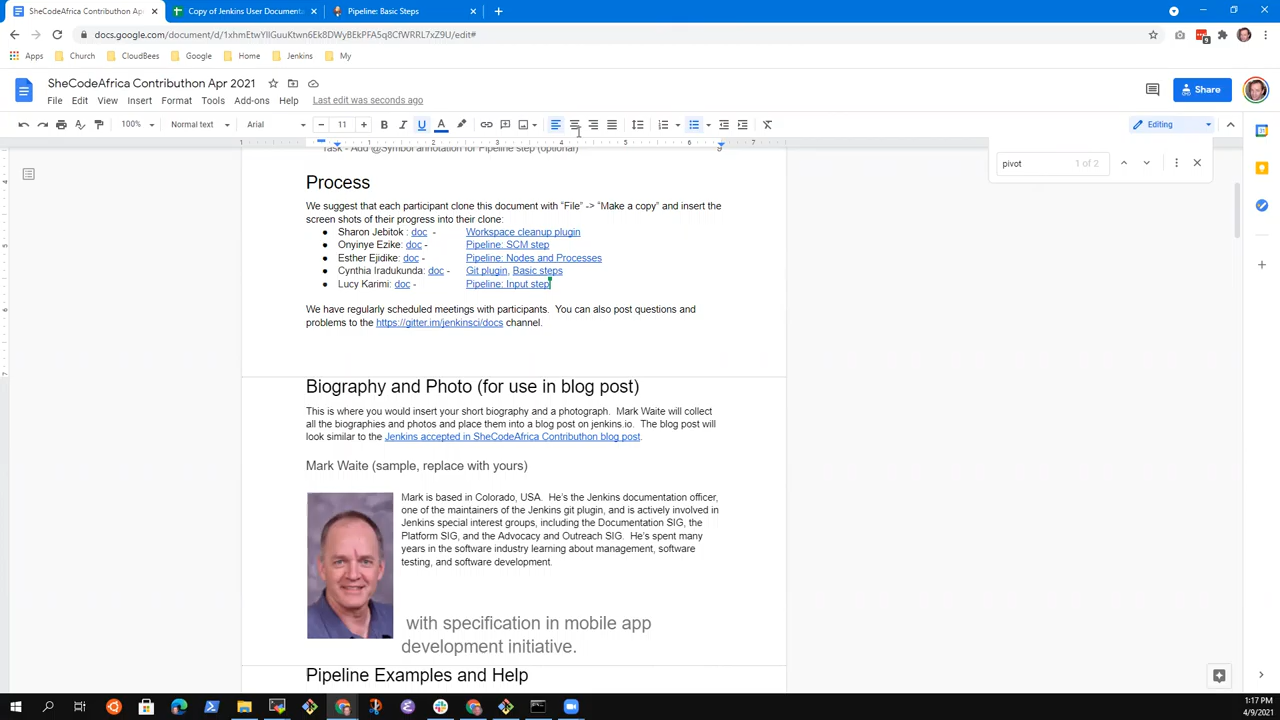 SheCodeAfrica Contributhon Ap
Copy of Jenkins User Document
Pipeline: Basic Steps
docs.google.com/document/d/1xhmEtwYlIGuuKtwn6Ek8DWyBEkPFA5q8CfWRRL7xZ9U/edit#
Apps
Church
CloudBees
Google
Home
Jenkins
My
SheCodeAfrica Contributhon Apr 2021
File Edit View Insert Format Tools Add-ons Help Last edit was seconds ago
Share
100% Normal text Arial 11 Editing
Task - Add @Symbol annotation for Pipeline step (optional) 9
pivot 1 of 2
Process
We suggest that each participant clone this document with “File” -> “Make a copy” and insert the
screen shots of their progress into their clone:
● Sharon Jebitok : doc - Workspace cleanup plugin
● Onyinye Ezike: doc - Pipeline: SCM step
● Esther Ejidike: doc - Pipeline: Nodes and Processes
● Cynthia Iradukunda: doc - Git plugin, Basic steps
● Lucy Karimi: doc - Pipeline: Input step
We have regularly scheduled meetings with participants. You can also post questions and
problems to the https://gitter.im/jenkinsci/docs channel.
Biography and Photo (for use in blog post)
This is where you would insert your short biography and a photograph. Mark Waite will collect
all the biographies and photos and place them into a blog post on jenkins.io. The blog post will
look similar to the Jenkins accepted in SheCodeAfrica Contributhon blog post.
Mark Waite (sample, replace with yours)
Mark is based in Colorado, USA. He’s the Jenkins documentation officer,
one of the maintainers of the Jenkins git plugin, and is actively involved in
Jenkins special interest groups, including the Documentation SIG, the
Platform SIG, and the Advocacy and Outreach SIG. He’s spent many
years in the software industry learning about management, software
testing, and software development.
with specification in mobile app
development initiative.
Pipeline Examples and Help
1:17 PM
4/9/2021